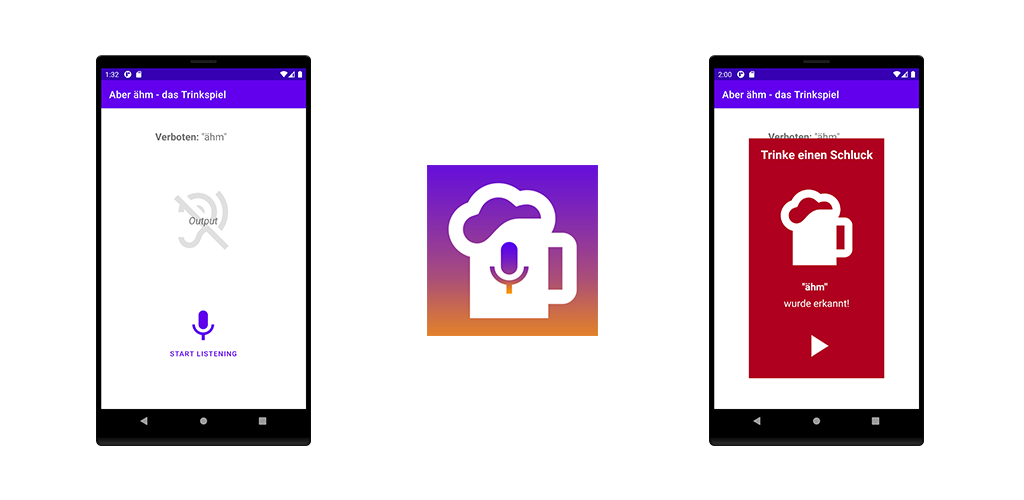 1:32
Aber ähm - das Trinkspiel
Verboten: "ähm"
Output
START LISTENING
2:00
Aber ähm - das Trinkspiel
Verboten: "ähm"
Trinke einen Schluck
"ähm"
wurde erkannt!